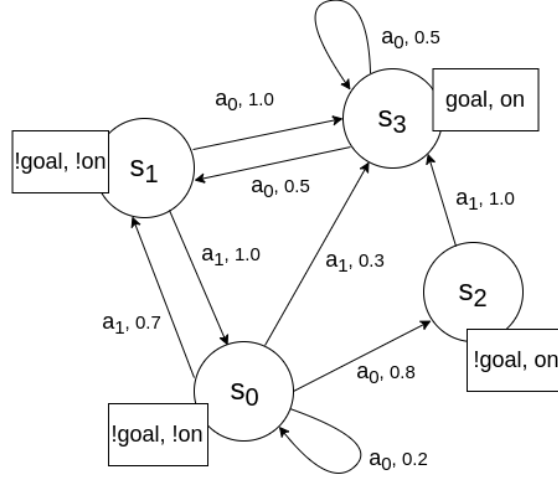 a₀, 0.5
goal, on
s₃
a₀, 1.0
!goal, !on
s₁
a₀, 0.5
a₁, 1.0
a₁, 1.0
a₁, 0.3
s₂
a₁, 0.7
!goal, on
a₀, 0.8
s₀
!goal, !on
a₀, 0.2